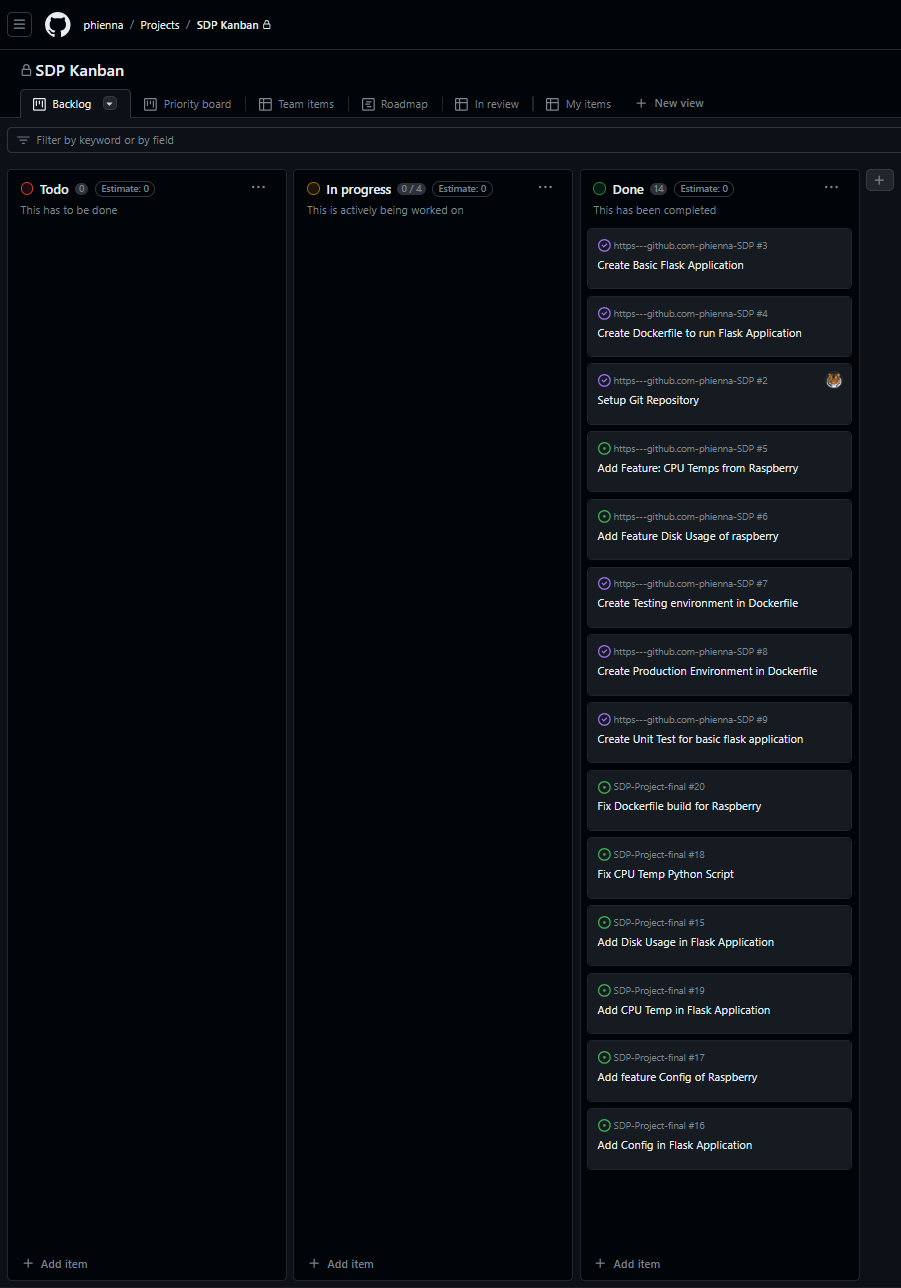 phienna / Projects / SDP Kanban
SDP Kanban
Backlog Priority board Team items Roadmap In review My items + New view
Filter by keyword or by field
Todo 0 Estimate: 0
This has to be done
In progress 0 / 4 Estimate: 0
This is actively being worked on
Done 14 Estimate: 0
This has been completed
https---github.com-phienna-SDP #3
Create Basic Flask Application
https---github.com-phienna-SDP #4
Create Dockerfile to run Flask Application
https---github.com-phienna-SDP #2
Setup Git Repository
https---github.com-phienna-SDP #5
Add Feature: CPU Temps from Raspberry
https---github.com-phienna-SDP #6
Add Feature Disk Usage of raspberry
https---github.com-phienna-SDP #7
Create Testing environment in Dockerfile
https---github.com-phienna-SDP #8
Create Production Environment in Dockerfile
https---github.com-phienna-SDP #9
Create Unit Test for basic flask application
SDP-Project-final #20
Fix Dockerfile build for Raspberry
SDP-Project-final #18
Fix CPU Temp Python Script
SDP-Project-final #15
Add Disk Usage in Flask Application
SDP-Project-final #19
Add CPU Temp in Flask Application
SDP-Project-final #17
Add feature Config of Raspberry
SDP-Project-final #16
Add Config in Flask Application
+ Add item
+ Add item
+ Add item